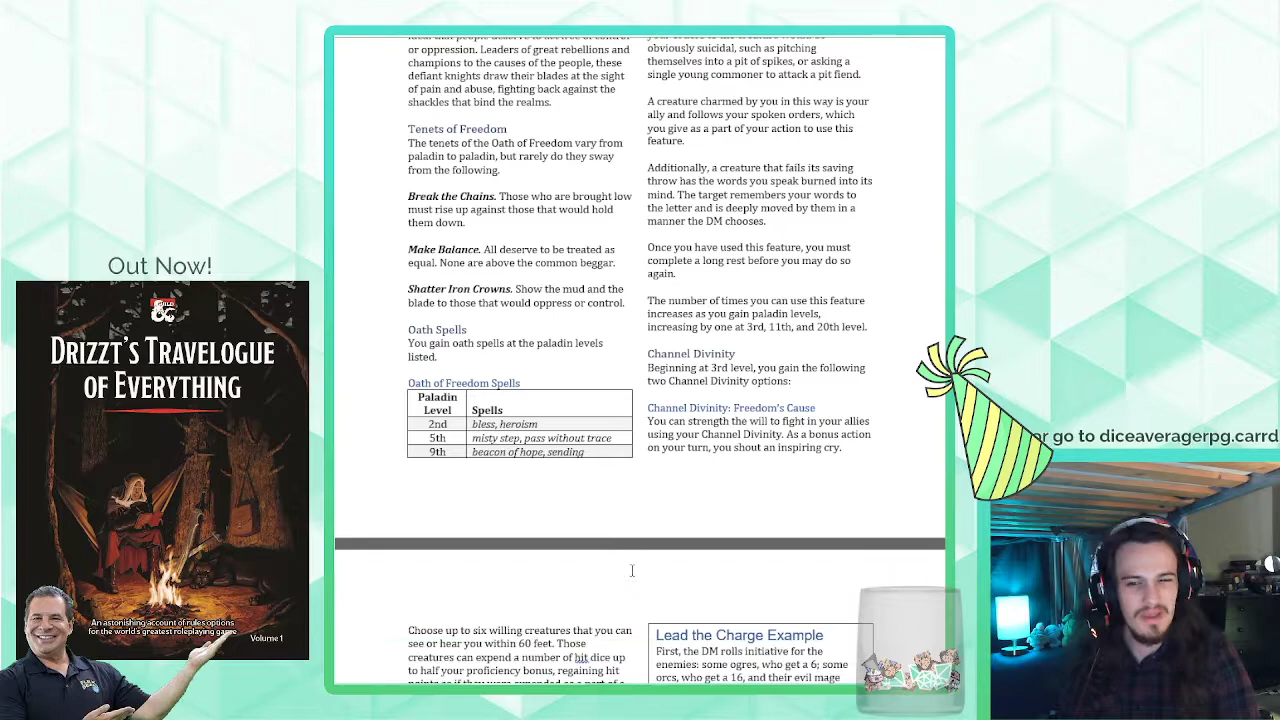 Out Now!
DRIZZT'S TRAVELOGUE
OF EVERYTHING
An astonishing account of rules options
for the world's greatest roleplaying game
Volume 1
or oppression. Leaders of great rebellions and
champions to the causes of the people, these
defiant knights draw their blades at the sight
of pain and abuse, fighting back against the
shackles that bind the realms.
Tenets of Freedom
The tenets of the Oath of Freedom vary from
paladin to paladin, but rarely do they sway
from the following.
Break the Chains. Those who are brought low
must rise up against those that would hold
them down.
Make Balance. All deserve to be treated as
equal. None are above the common beggar.
Shatter Iron Crowns. Show the mud and the
blade to those that would oppress or control.
Oath Spells
You gain oath spells at the paladin levels
listed.
Oath of Freedom Spells
Paladin
Level Spells
2nd bless, heroism
5th misty step, pass without trace
9th beacon of hope, sending
obviously suicidal, such as pitching
themselves into a pit of spikes, or asking a
single young commoner to attack a pit fiend.
A creature charmed by you in this way is your
ally and follows your spoken orders, which
you give as a part of your action to use this
feature.
Additionally, a creature that fails its saving
throw has the words you speak burned into its
mind. The target remembers your words to
the letter and is deeply moved by them in a
manner the DM chooses.
Once you have used this feature, you must
complete a long rest before you may do so
again.
The number of times you can use this feature
increases as you gain paladin levels,
increasing by one at 3rd, 11th, and 20th level.
Channel Divinity
Beginning at 3rd level, you gain the following
two Channel Divinity options:
Channel Divinity: Freedom's Cause
You can strength the will to fight in your allies
using your Channel Divinity. As a bonus action
on your turn, you shout an inspiring cry.
Choose up to six willing creatures that you can
see or hear you within 60 feet. Those
creatures can expend a number of hit dice up
to half your proficiency bonus, regaining hit
Lead the Charge Example
First, the DM rolls initiative for the
enemies: some ogres, who get a 6; some
orcs, who get a 16, and their evil mage
or go to diceaveragerpg.carrd